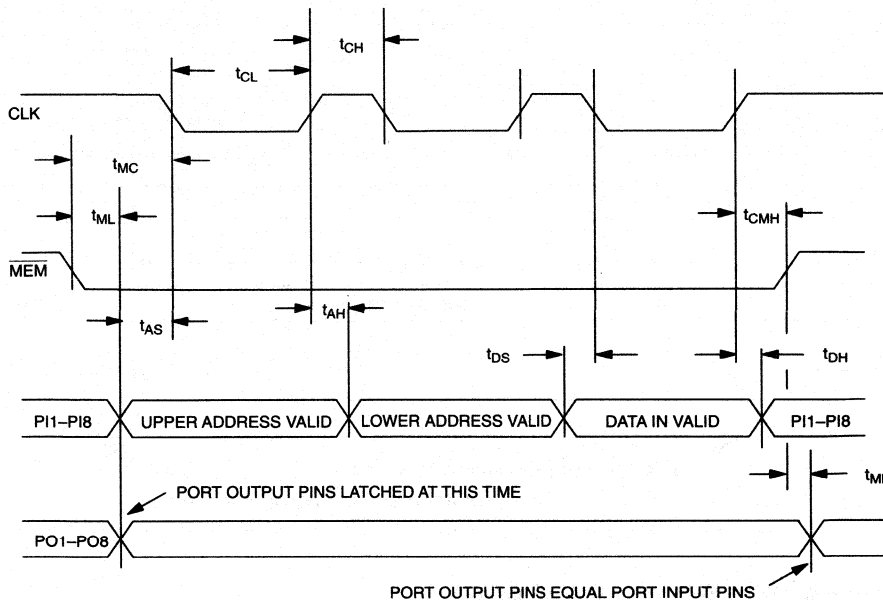 tCH
tCL
CLK
tMC
tML
tCMH
MEM
tAS
tAH
tDS
tDH
PI1–PI8
UPPER ADDRESS VALID
LOWER ADDRESS VALID
DATA IN VALID
PI1–PI8
PORT OUTPUT PINS LATCHED AT THIS TIME
PO1–PO8
PORT OUTPUT PINS EQUAL PORT INPUT PINS